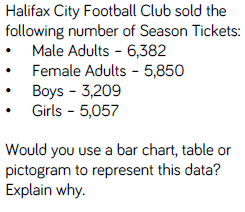 Halifax City Football Club sold the
following number of Season Tickets:
• Male Adults – 6,382
• Female Adults – 5,850
• Boys – 3,209
• Girls – 5,057
Would you use a bar chart, table or
pictogram to represent this data?
Explain why.